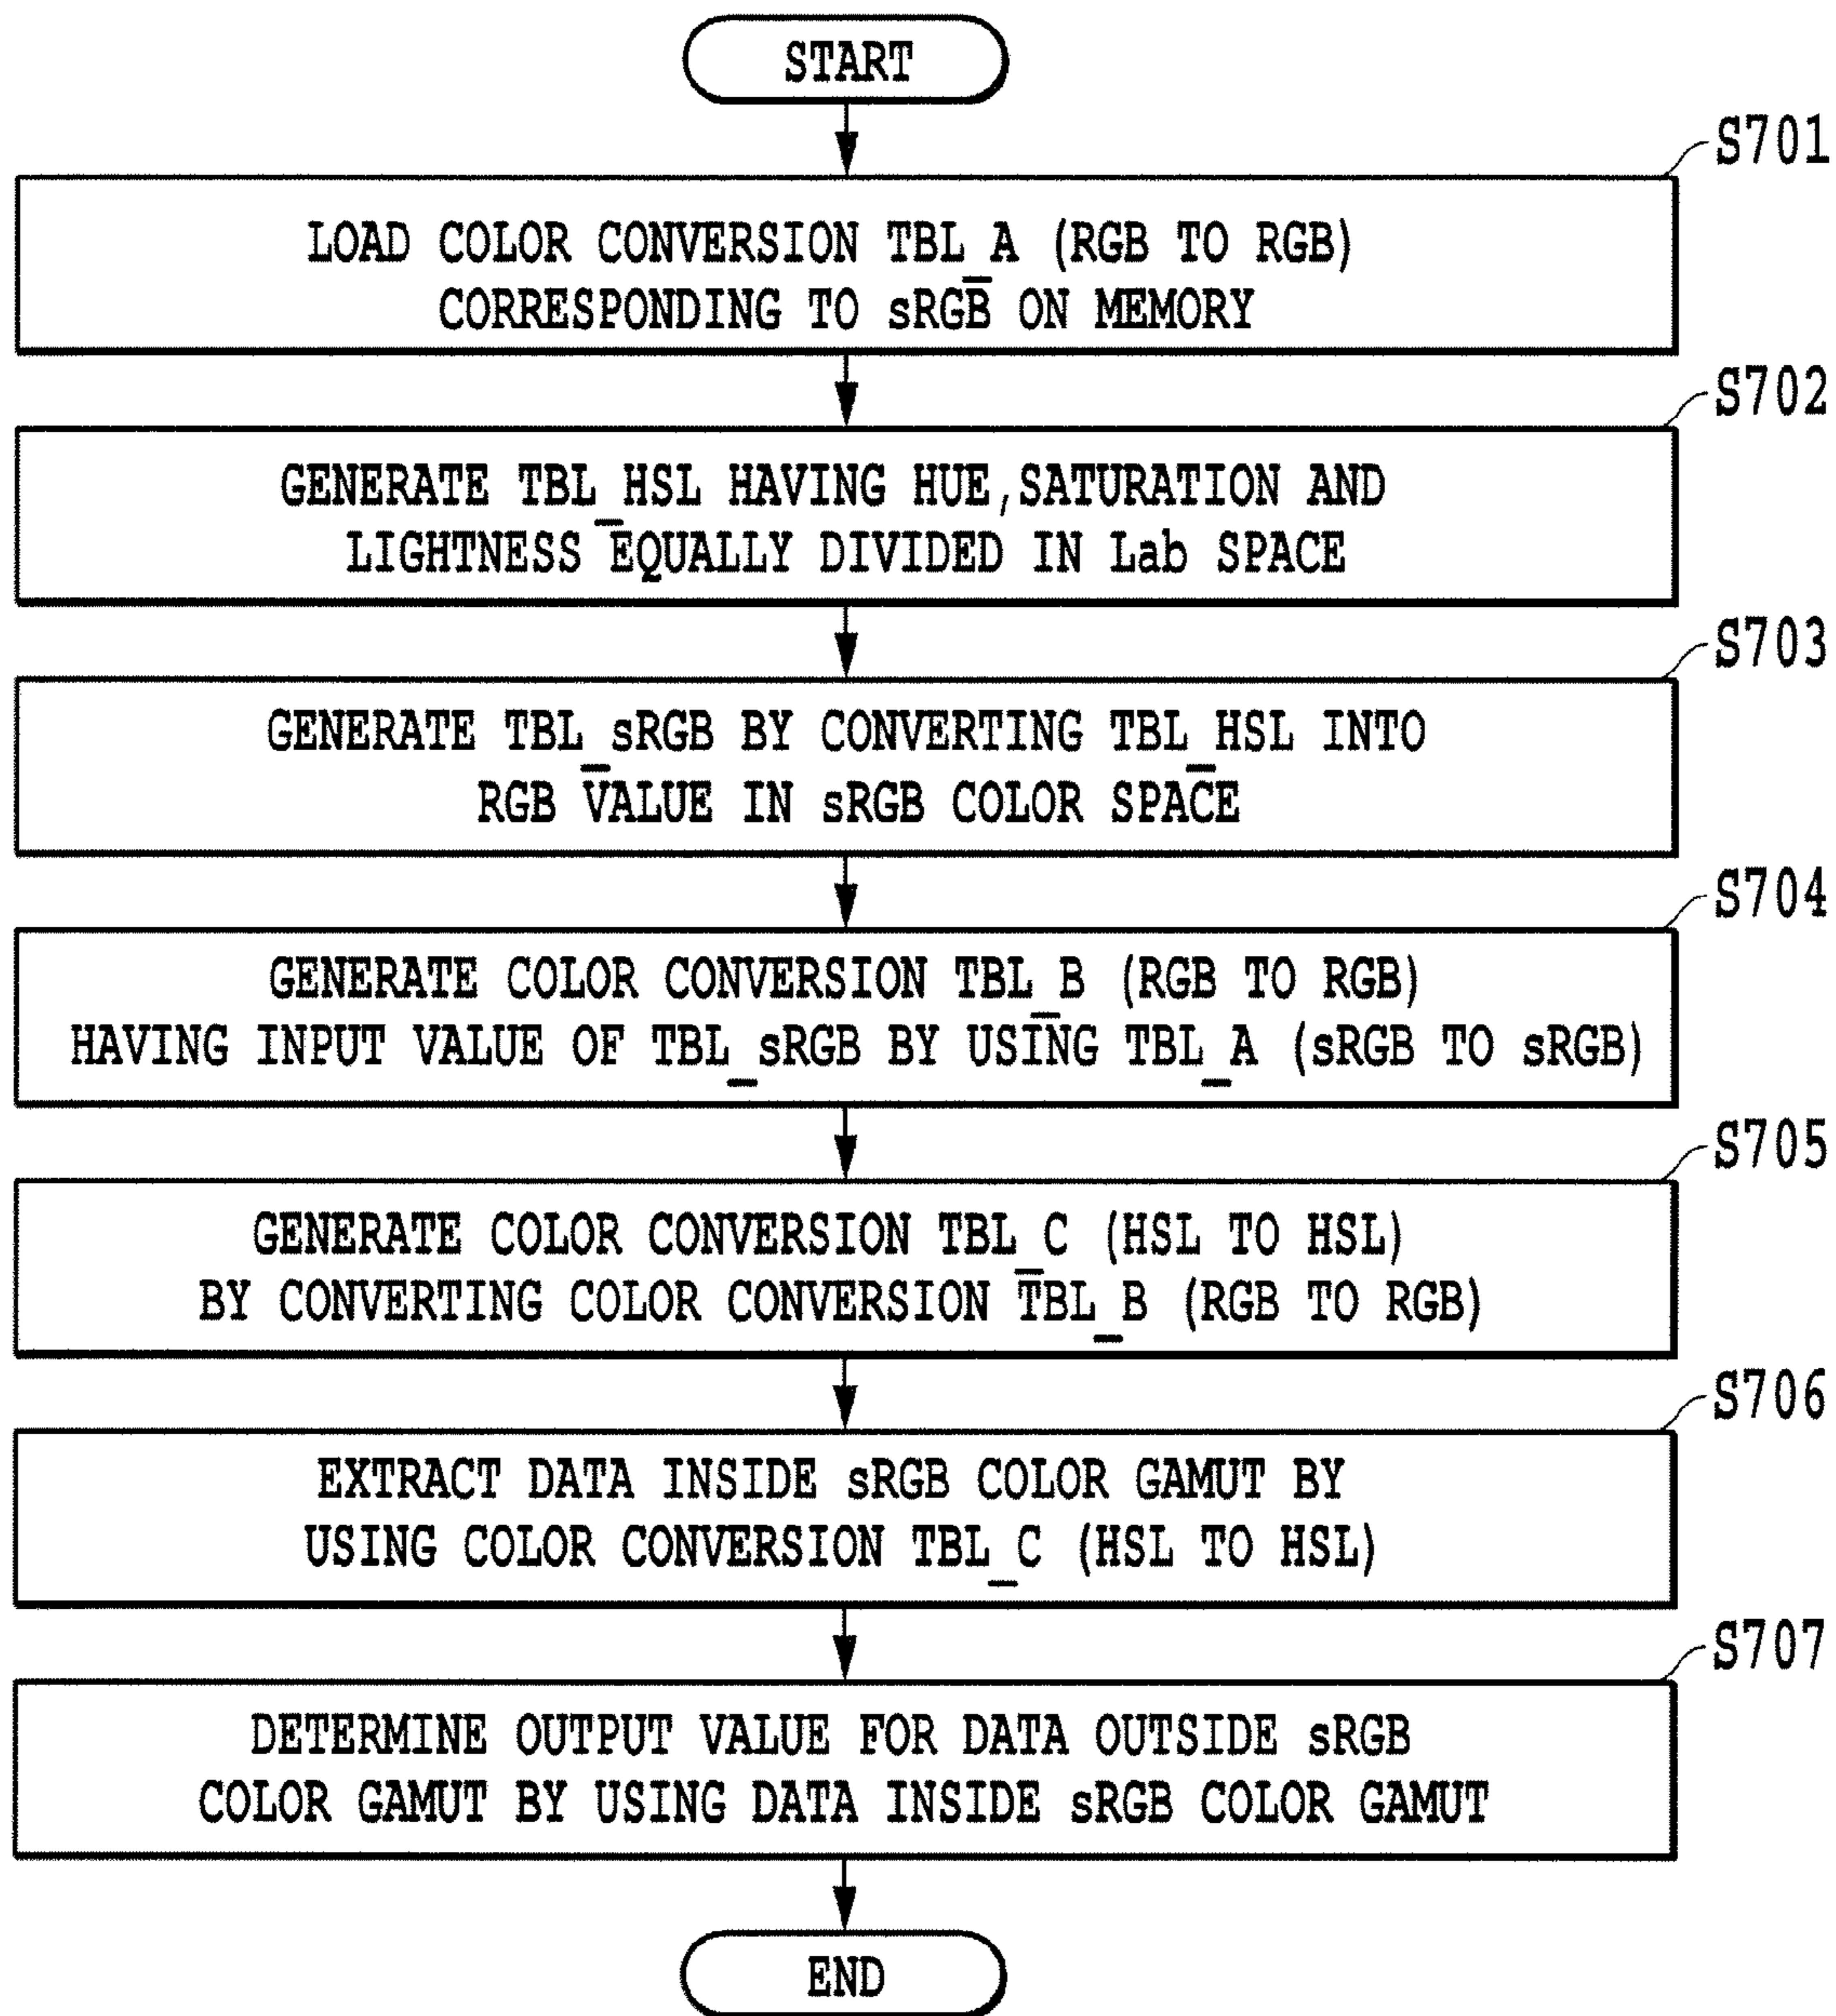 START
S701
LOAD COLOR CONVERSION TBL_A (RGB TO RGB)
CORRESPONDING TO sRGB ON MEMORY
S702
GENERATE TBL_HSL HAVING HUE,SATURATION AND
LIGHTNESS EQUALLY DIVIDED IN Lab SPACE
S703
GENERATE TBL_sRGB BY CONVERTING TBL_HSL INTO
RGB VALUE IN sRGB COLOR SPACE
S704
GENERATE COLOR CONVERSION TBL_B (RGB TO RGB)
HAVING INPUT VALUE OF TBL_sRGB BY USING TBL_A (sRGB TO sRGB)
S705
GENERATE COLOR CONVERSION TBL_C (HSL TO HSL)
BY CONVERTING COLOR CONVERSION TBL_B (RGB TO RGB)
S706
EXTRACT DATA INSIDE sRGB COLOR GAMUT BY
USING COLOR CONVERSION TBL_C (HSL TO HSL)
S707
DETERMINE OUTPUT VALUE FOR DATA OUTSIDE sRGB
COLOR GAMUT BY USING DATA INSIDE sRGB COLOR GAMUT
END